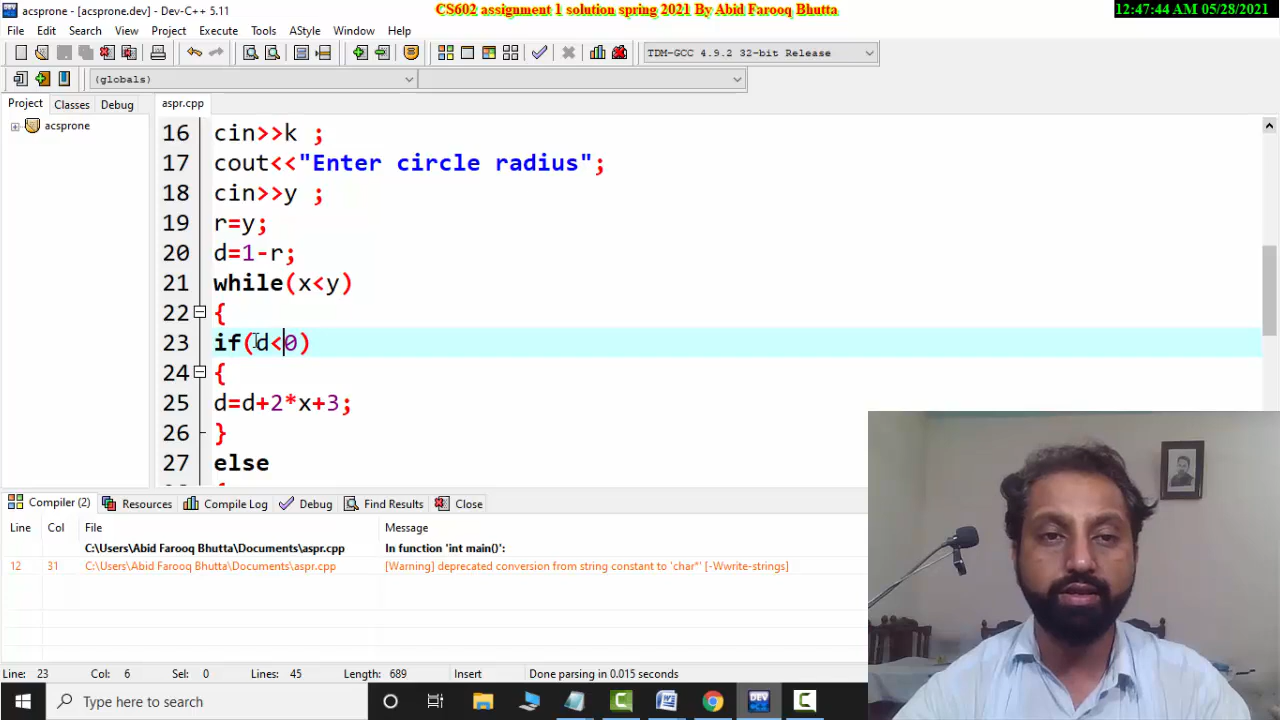 acsprone - [acsprone.dev] - Dev-C++ 5.11
CS602 assignment 1 solution spring 2021 By Abid Farooq Bhutta
12:47:44 AM 05/28/2021
File Edit Search View Project Execute Tools AStyle Window Help
TDM-GCC 4.9.2 32-bit Release
(globals)
Project Classes Debug
aspr.cpp
acsprone
16 cin>>k ;
17 cout<<"Enter circle radius";
18 cin>>y ;
19 r=y;
20 d=1-r;
21 while(x<y)
22 {
23 if(d<0)
24 {
25 d=d+2*x+3;
26 }
27 else
Compiler (2) Resources Compile Log Debug Find Results Close
Line Col File Message
C:\Users\Abid Farooq Bhutta\Documents\aspr.cpp In function 'int main()':
12 31 C:\Users\Abid Farooq Bhutta\Documents\aspr.cpp [Warning] deprecated conversion from string constant to 'char*' [-Wwrite-strings]
Line: 23 Col: 6 Sel: 0 Lines: 45 Length: 689 Insert Done parsing in 0.015 seconds
Type here to search
DEV